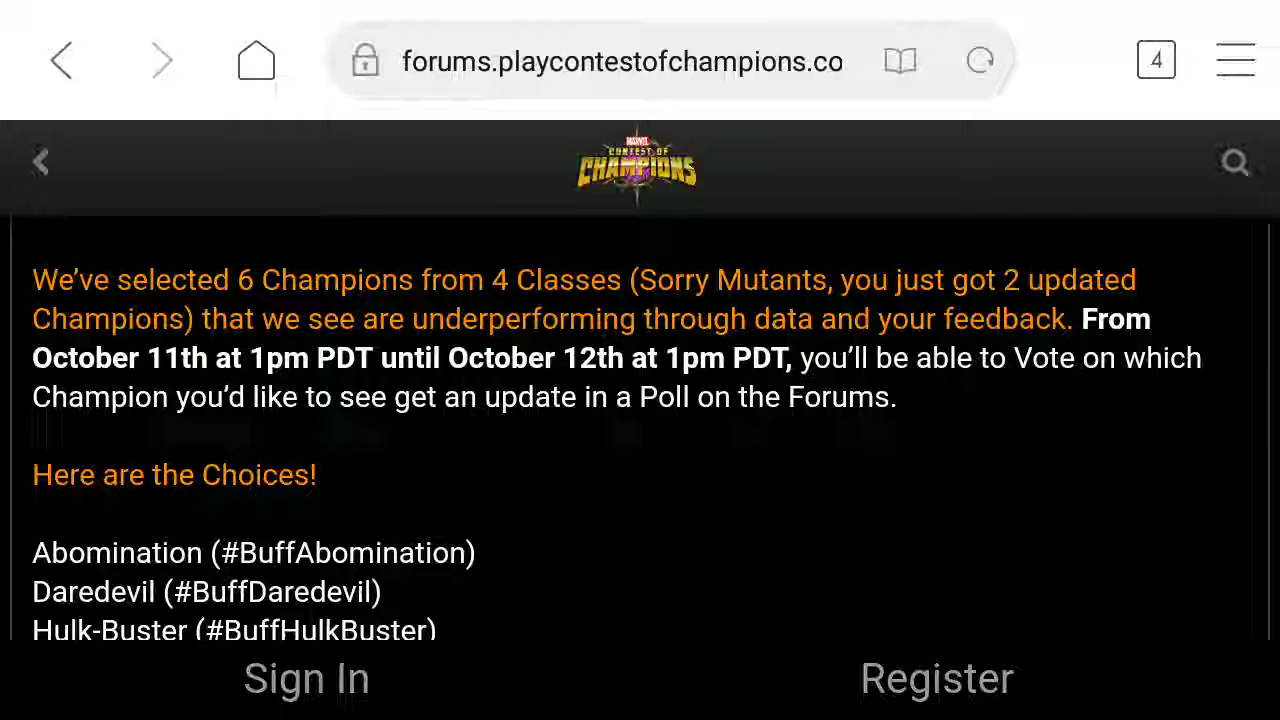 forums.playcontestofchampions.co
4
MARVEL
CONTEST OF
CHAMPIONS
We’ve selected 6 Champions from 4 Classes (Sorry Mutants, you just got 2 updated
Champions) that we see are underperforming through data and your feedback. From
October 11th at 1pm PDT until October 12th at 1pm PDT, you’ll be able to Vote on which
Champion you’d like to see get an update in a Poll on the Forums.
Here are the Choices!
Abomination (#BuffAbomination)
Daredevil (#BuffDaredevil)
Hulk-Buster (#BuffHulkBuster)
Sign In
Register